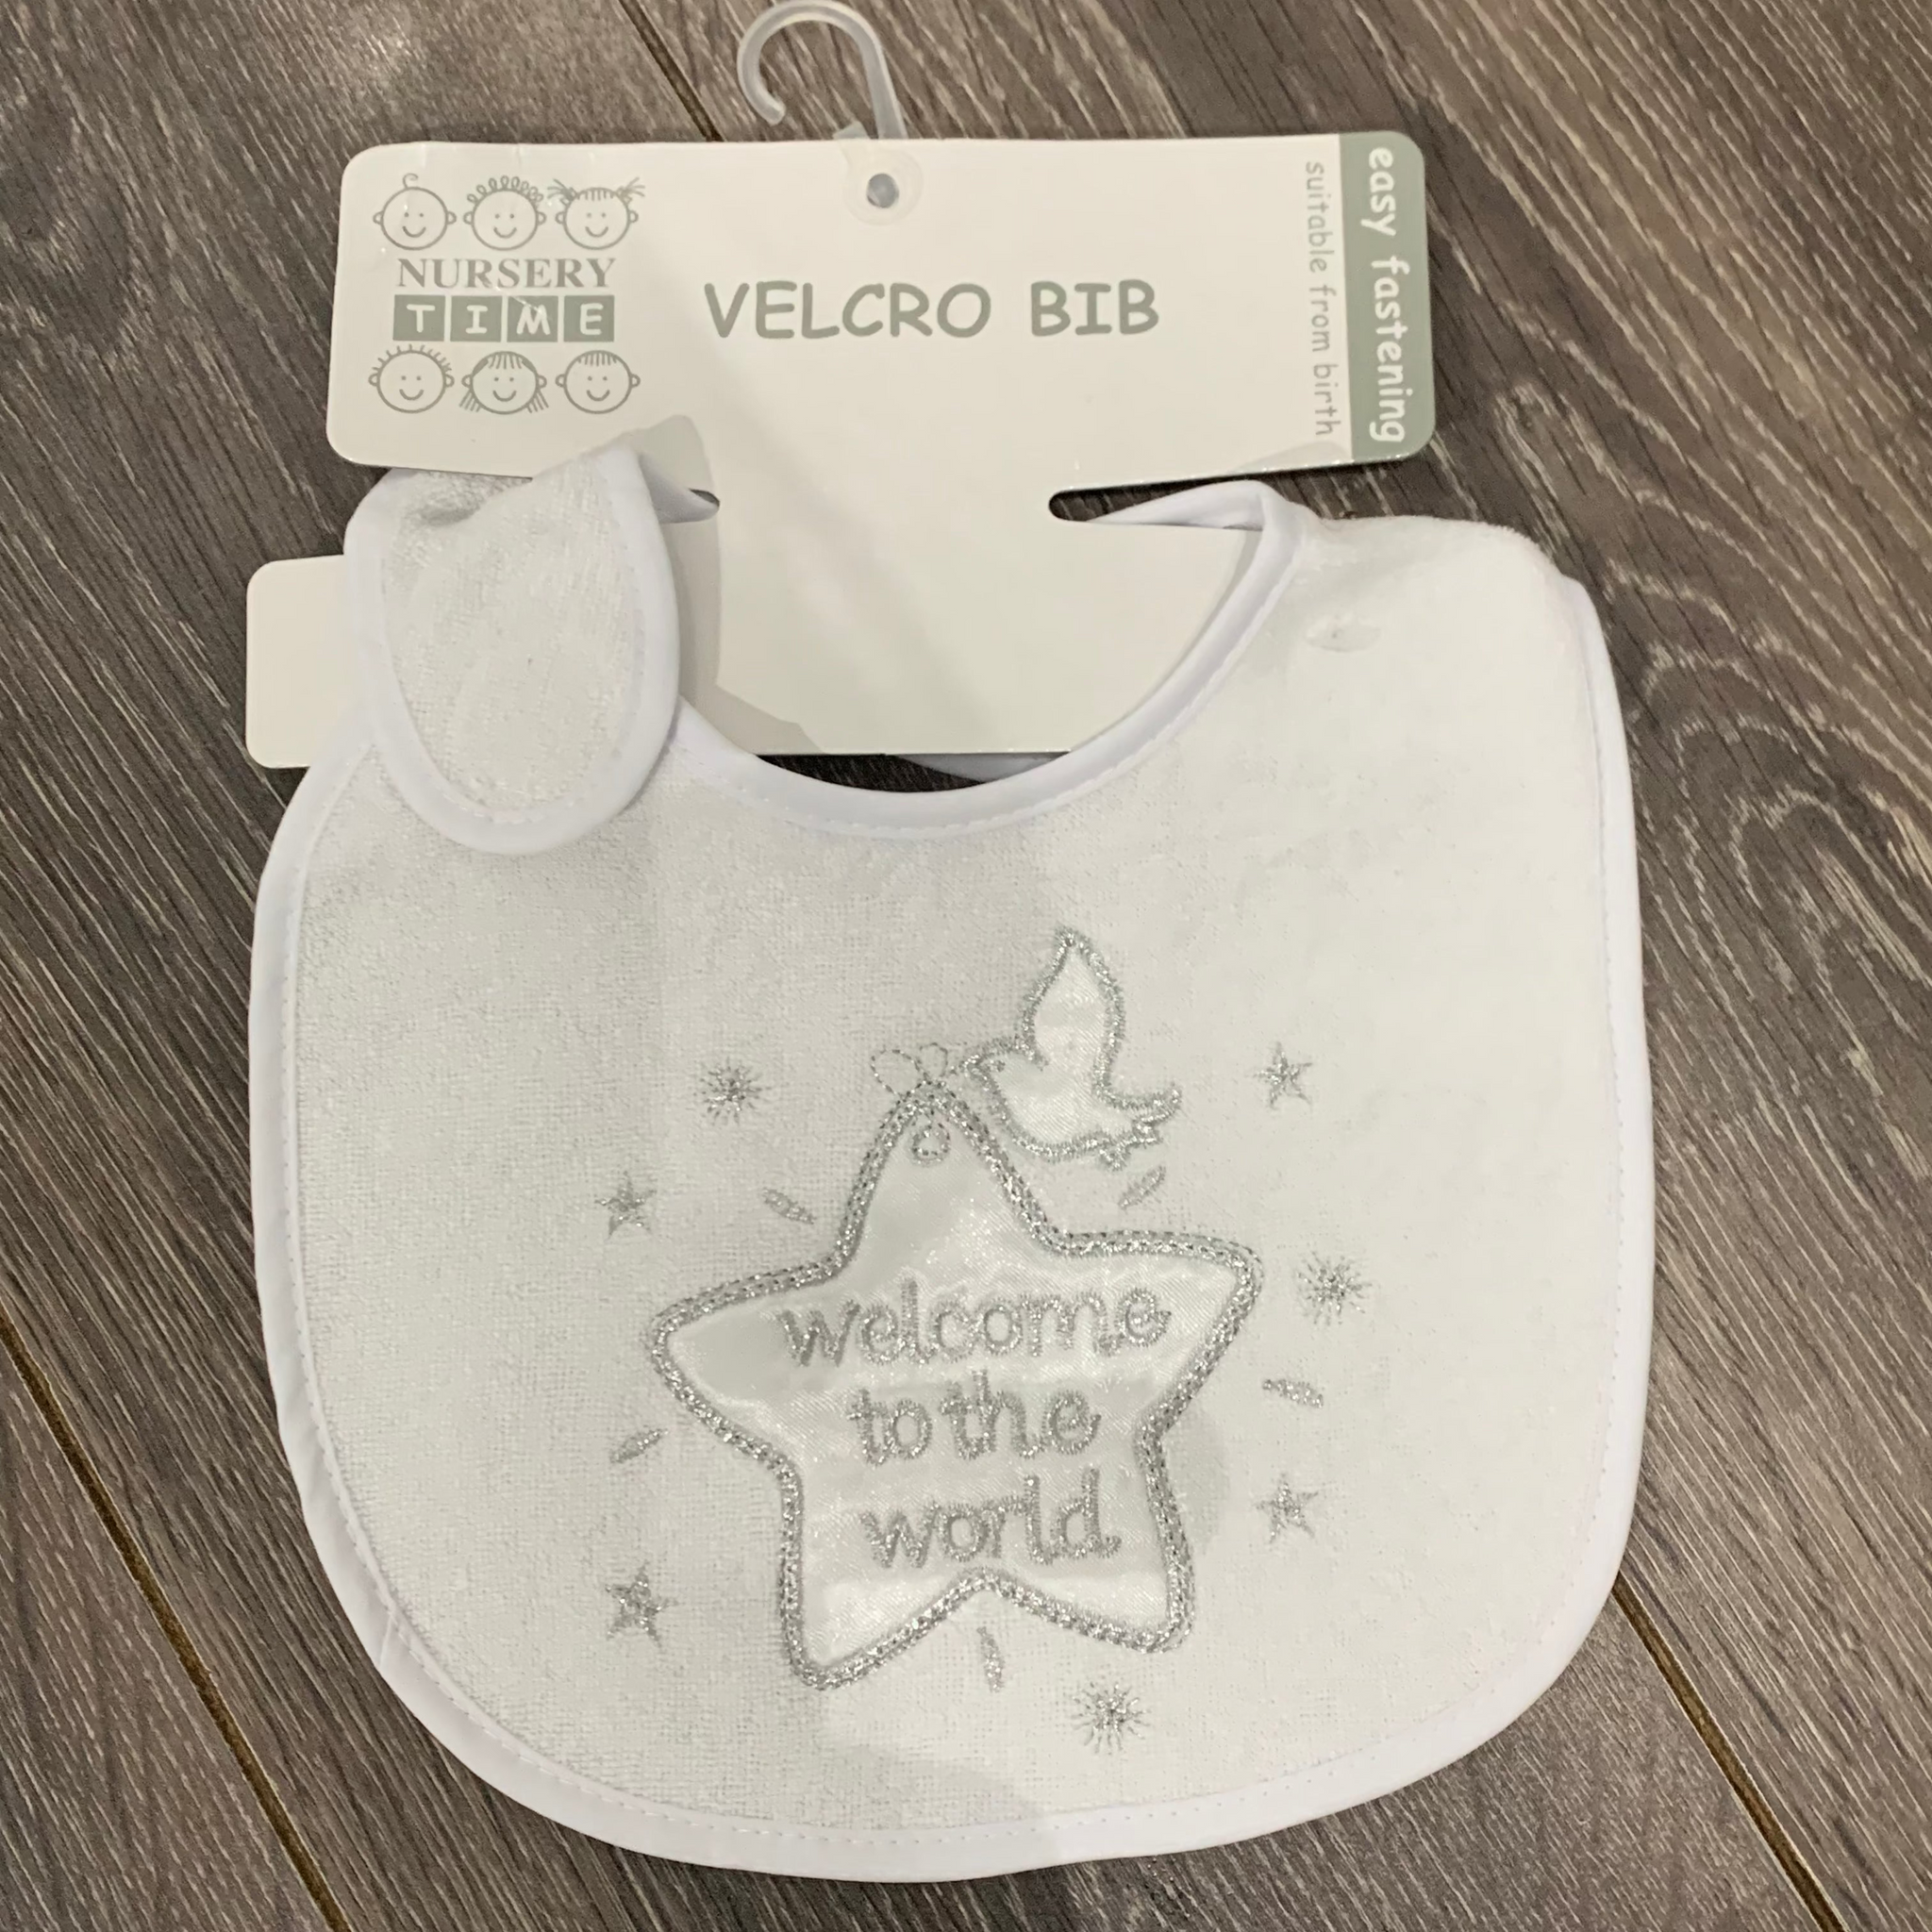 NURSERY
TIME
VELCRO BIB
easy fastening
suitable from birth
welcome
to the
world